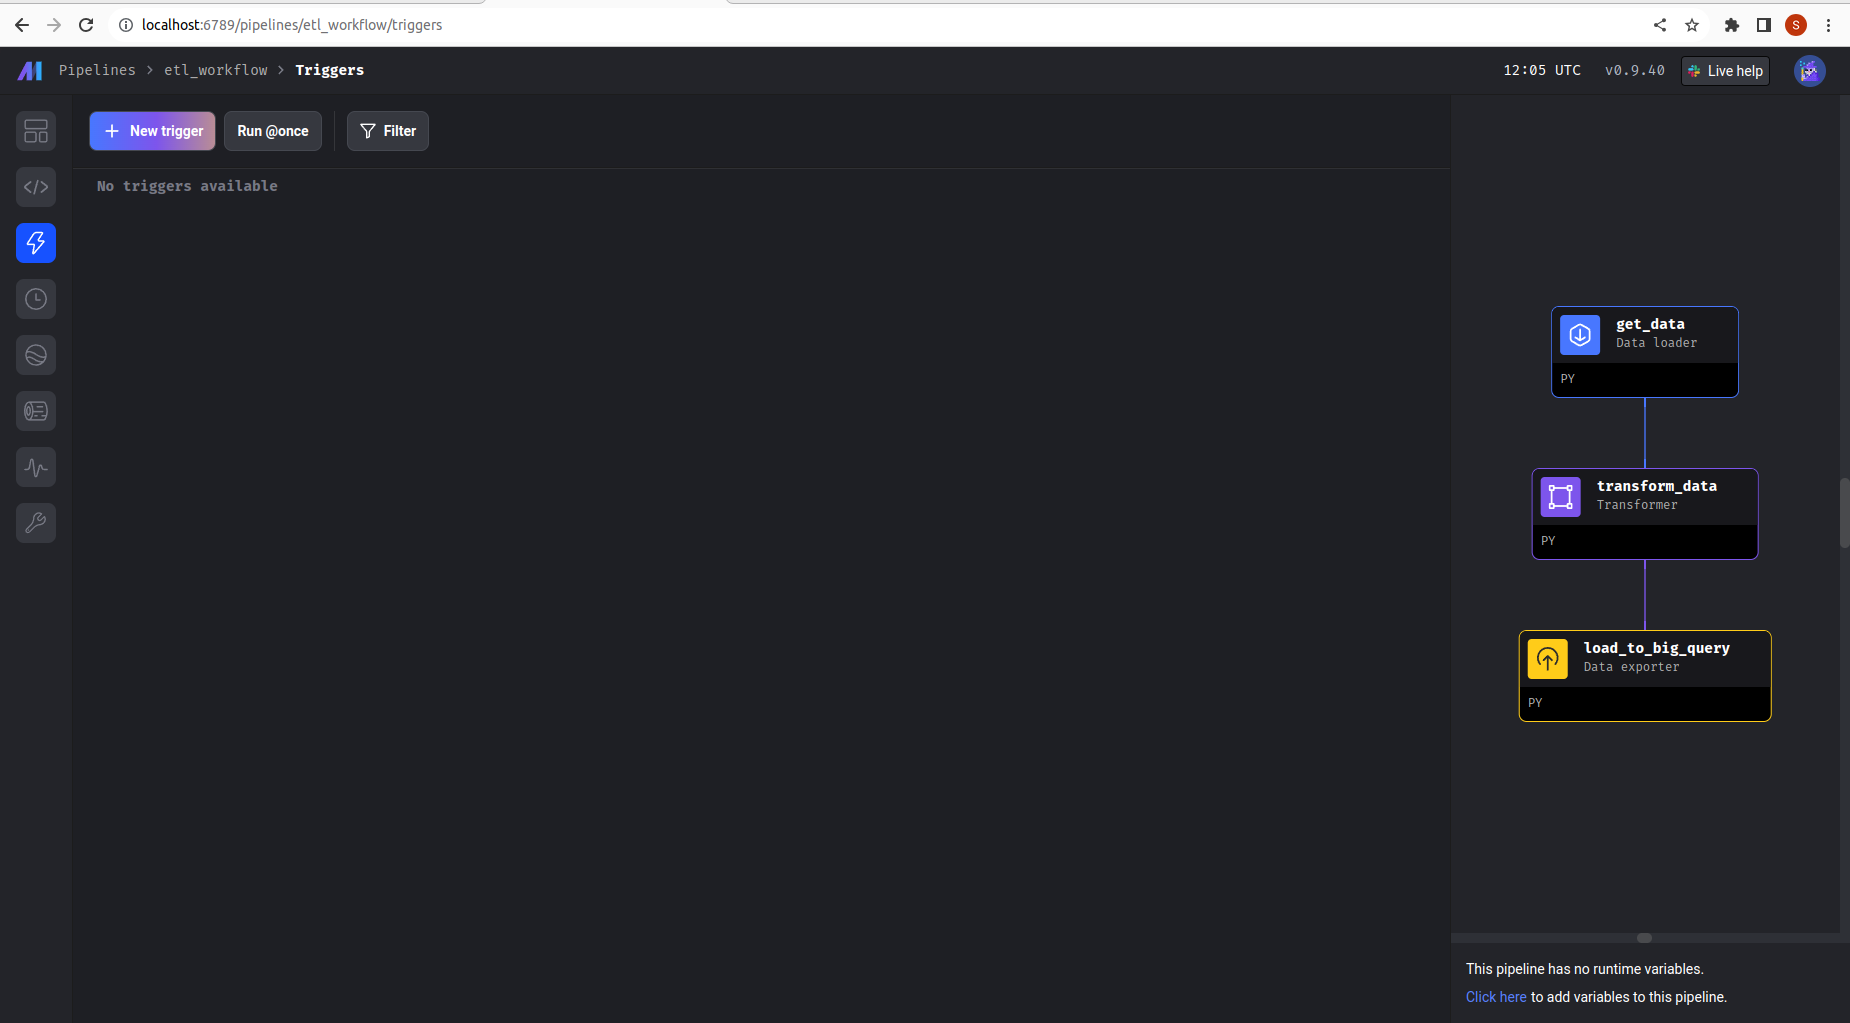 localhost:6789/pipelines/etl_workflow/triggers
S
Pipelines > etl_workflow > Triggers
12:05 UTC
v0.9.40
Live help
New trigger
Run @once
Filter
No triggers available
get_data
Data loader
PY
transform_data
Transformer
PY
load_to_big_query
Data exporter
PY
This pipeline has no runtime variables.
Click here to add variables to this pipeline.